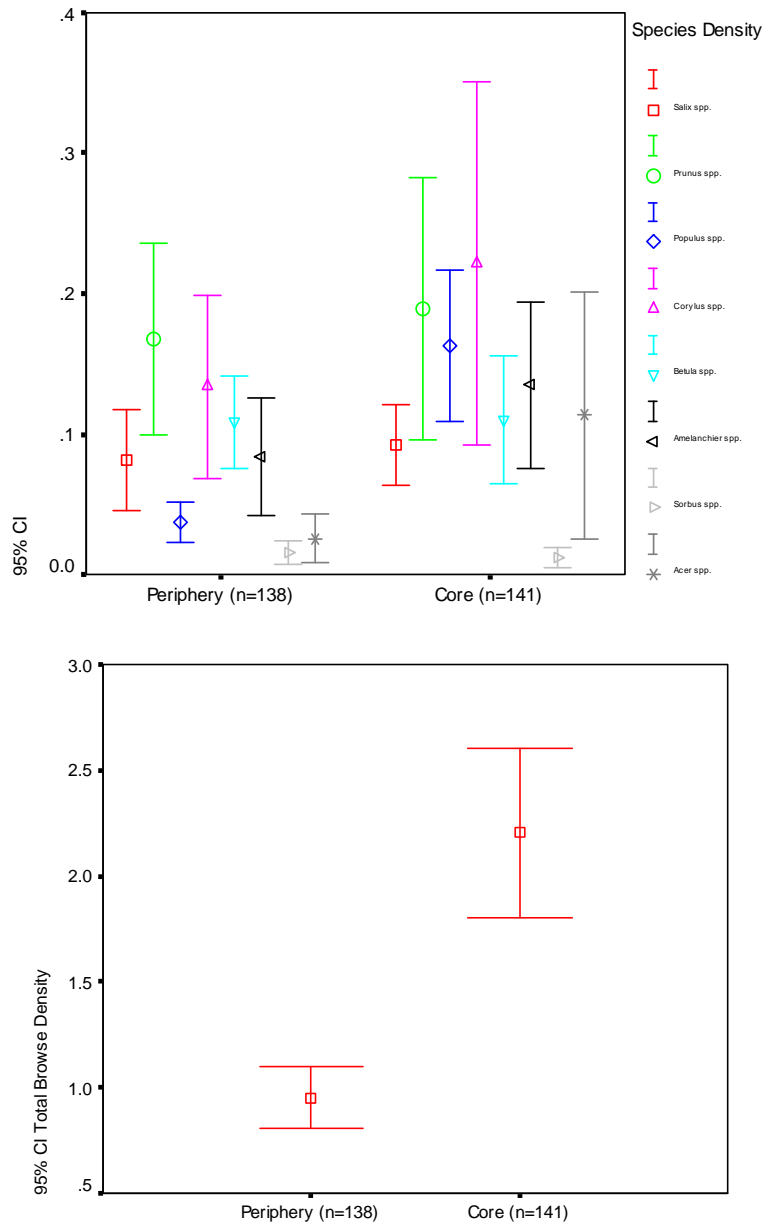 Species Density
Salix spp.
Prunus spp.
Populus spp.
Corylus spp.
Betula spp.
Amelanchier spp.
Sorbus spp.
Acer spp.
95% CI
.4
.3
.2
.1
0.0
Periphery (n=138)
Core (n=141)
95% CI Total Browse Density
3.0
2.5
2.0
1.5
1.0
.5
Periphery (n=138)
Core (n=141)